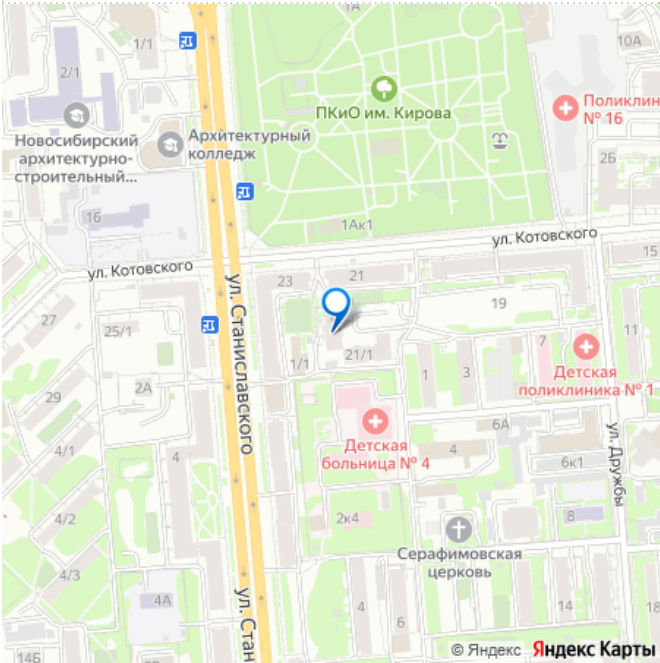 1/1
10А
2/1
ПКиО им. Кирова
Поликлин
№ 16
Новосибирский
архитектурно-
строительный...
Архитектурный
колледж
2Б
16
1Ак1
ул. Котовского
15
ул. Котовского
23
21
19
27
25/1
ул. Станиславского
11
1/1
21/1
7
1
3
Детская
поликлиника № 1
2А
29
Детская
больница № 4
6А
4
4/1
4
6к1
ул. Дружбы
4/2
2к4
8
Серафимовская
церковь
4/3
4А
ул. Стан
4
6
14
18
14Б
© Яндекс Яндекс Карты